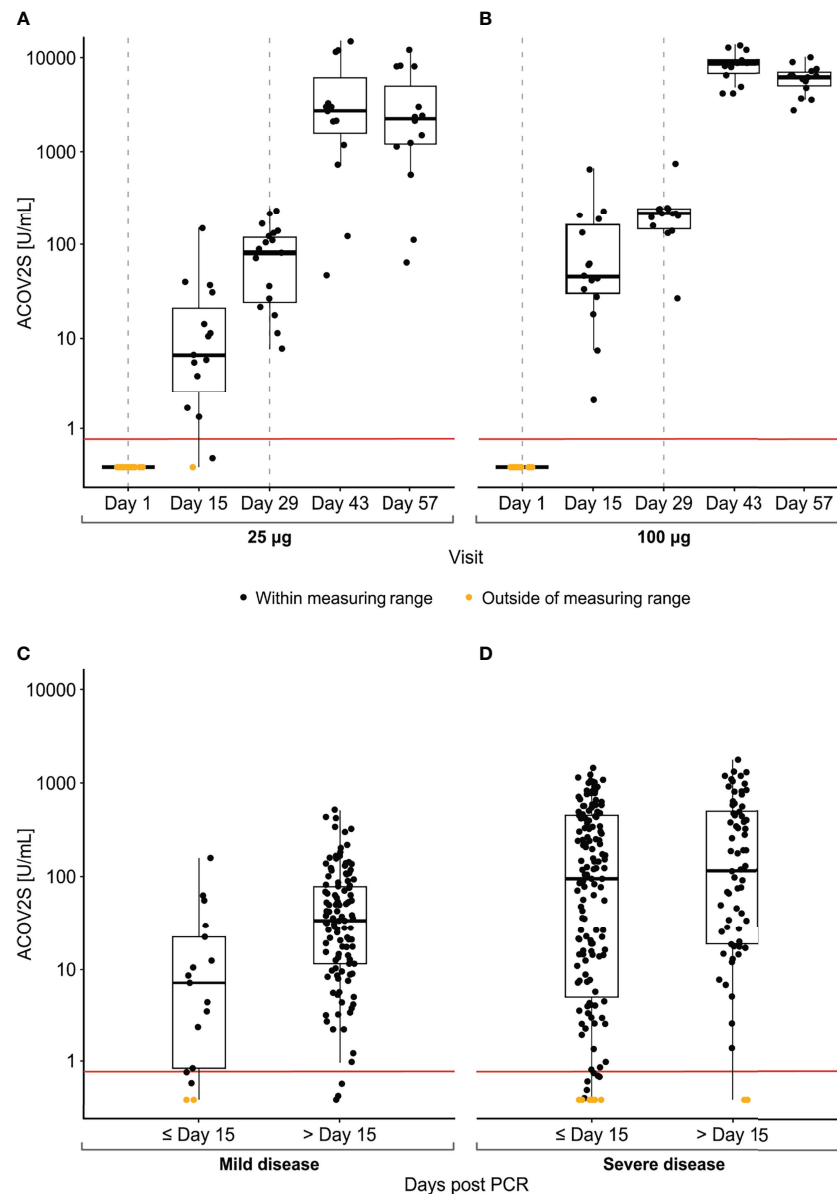 A
B
ACOV2S [U/mL]
10000
1000
100
10
1
Day 1 Day 15 Day 29 Day 43 Day 57
25 µg
Day 1 Day 15 Day 29 Day 43 Day 57
100 µg
Visit
Within measuring range
Outside of measuring range
C
D
ACOV2S [U/mL]
10000
1000
100
10
1
≤ Day 15 > Day 15
Mild disease
≤ Day 15 > Day 15
Severe disease
Days post PCR